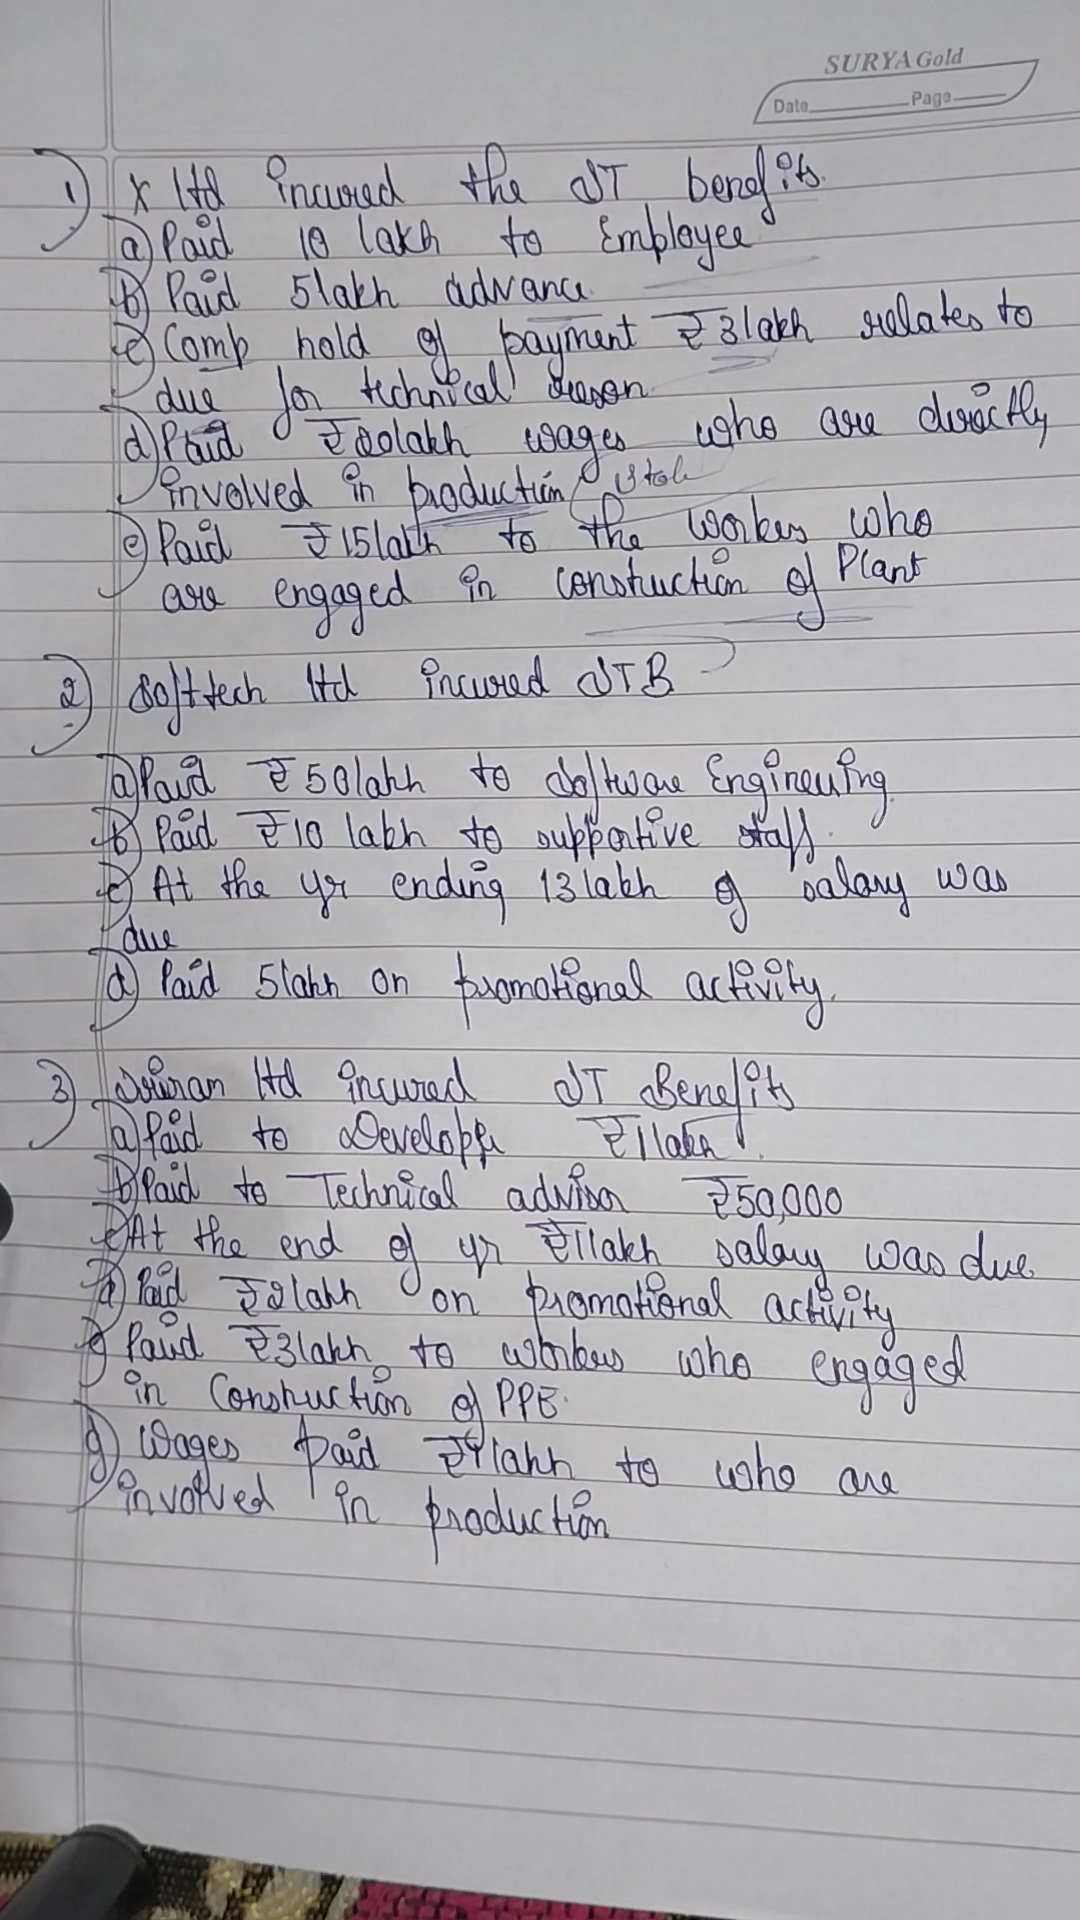 SURYA Gold
Date Page
1) X ltd incured the ST benefits.
a) Paid 10 lakh to Employee
b) Paid 5lakh advance.
c) Comp hold of payment ₹3lakh relates to
due for technical reason
d) Paid ₹20lakh wages who are directly
involved in production
e) Paid ₹15lakh to the workers who
are engaged in constuction of Plant
2) Softtech ltd incured STB
a) Paid ₹50lakh to Software Engineering
b) Paid ₹10 lakh to supportive staff.
c) At the yr ending 13lakh of salary was
due
d) Paid 5lakh on promotional activity.
3) ltd incured ST Benefits
a) Paid to ₹11lakh.
b) Paid to Technical advisor ₹50,000
c) At the end of yr ₹11lakh salary was due.
d) Paid ₹2lakh on promotional activity
Paid ₹3lakh to workers who engaged
in Construction of PPE.
g) Wages paid ₹4lakh to who are
involved in production